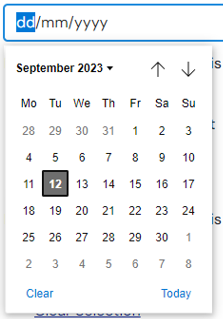 dd/mm/yyyy
September 2023
Mo Tu We Th Fr Sa Su
28 29 30 31 1 2 3
4 5 6 7 8 9 10
11 12 13 14 15 16 17
18 19 20 21 22 23 24
25 26 27 28 29 30 1
2 3 4 5 6 7 8
Clear Today